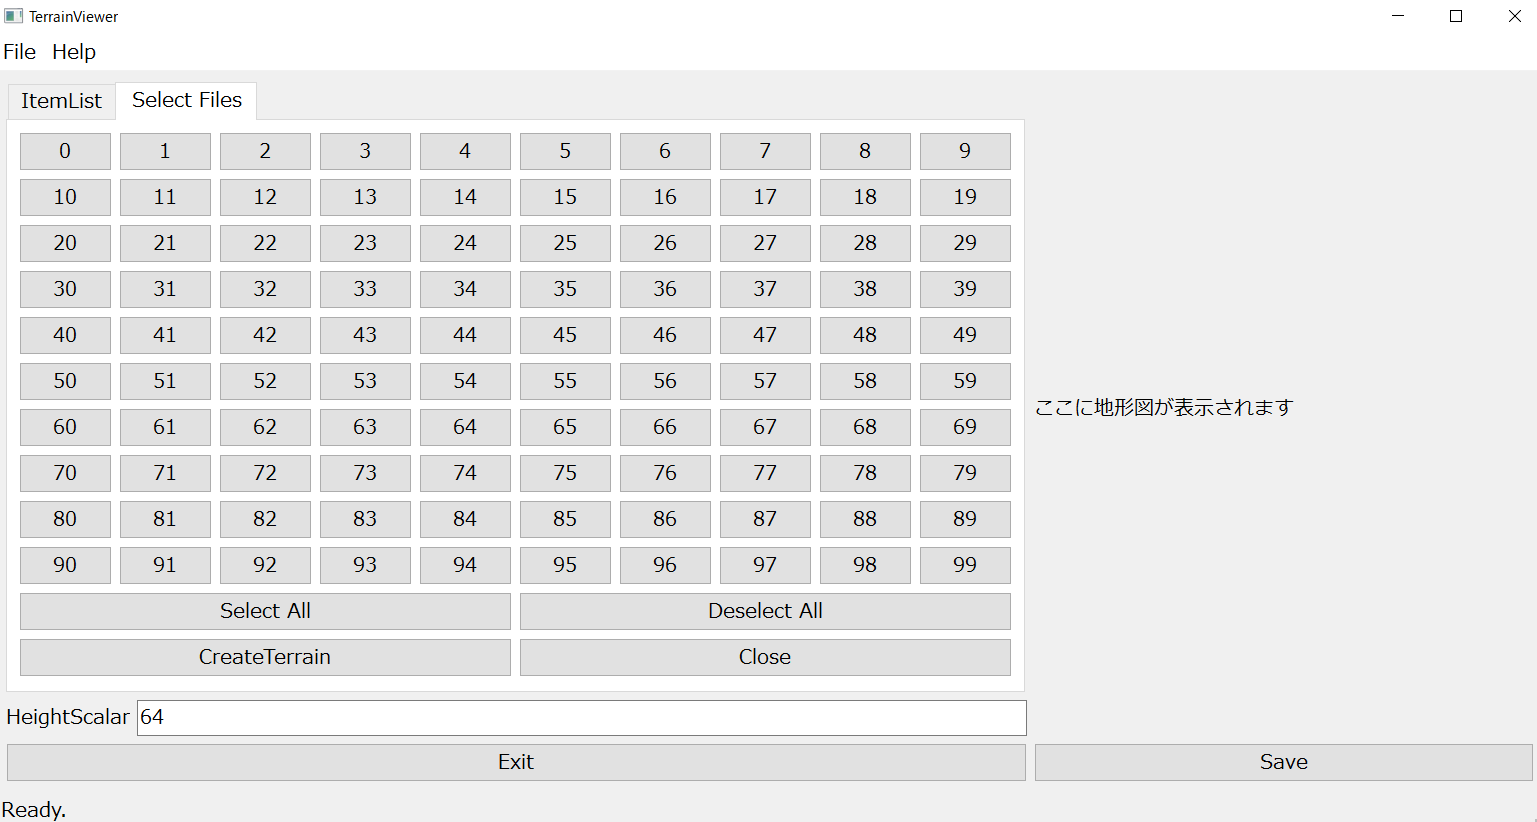 TerrainViewer
File Help
ItemList Select Files
0 1 2 3 4 5 6 7 8 9
10 11 12 13 14 15 16 17 18 19
20 21 22 23 24 25 26 27 28 29
30 31 32 33 34 35 36 37 38 39
40 41 42 43 44 45 46 47 48 49
50 51 52 53 54 55 56 57 58 59
60 61 62 63 64 65 66 67 68 69
70 71 72 73 74 75 76 77 78 79
80 81 82 83 84 85 86 87 88 89
90 91 92 93 94 95 96 97 98 99
Select All Deselect All
CreateTerrain Close
HeightScalar 64
Exit
ここに地形図が表示されます
Save
Ready.